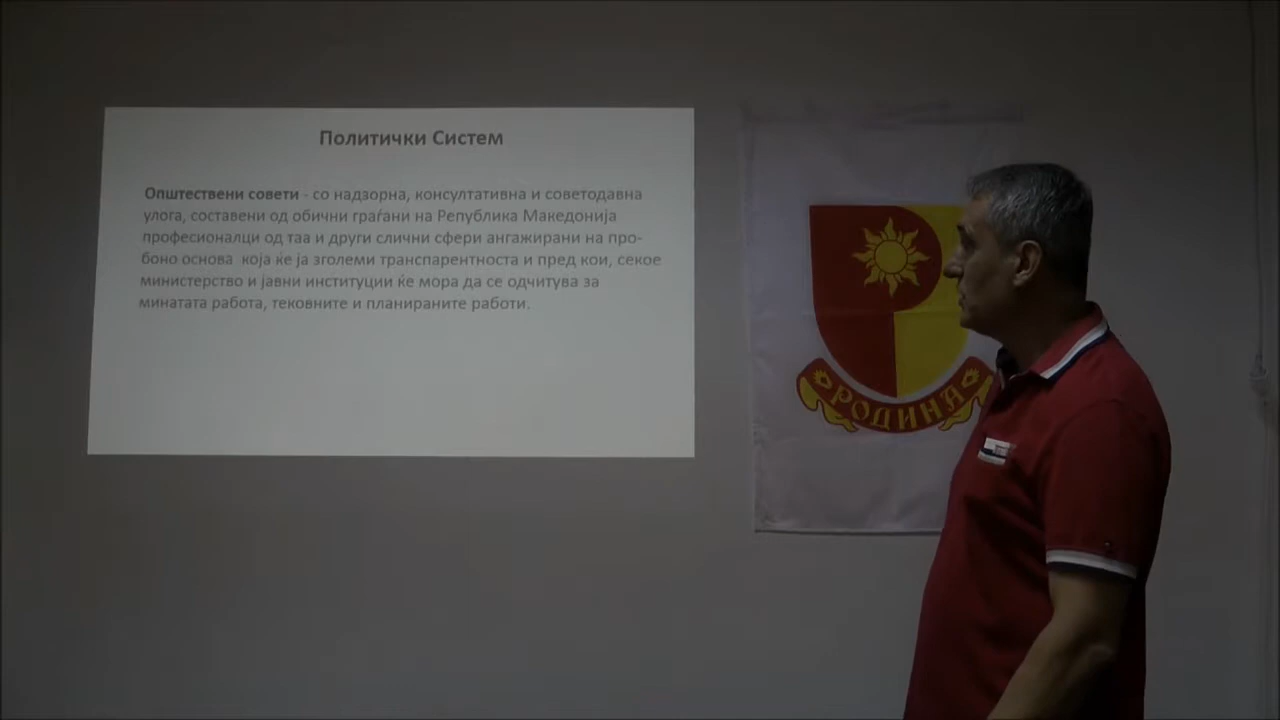 Политички Систем
Општествени совети - со надзорна, консултативна и советодавна
улога, составени од обични граѓани на Република Македонија
професионалци од таа и други слични сфери ангажирани на про-
боно основа која ќе ја зголеми транспарентноста и пред кои, секое
министерство и јавни институции ќе мора да се одчитува за
минатата работа, тековните и планираните работи.
РОДИНА